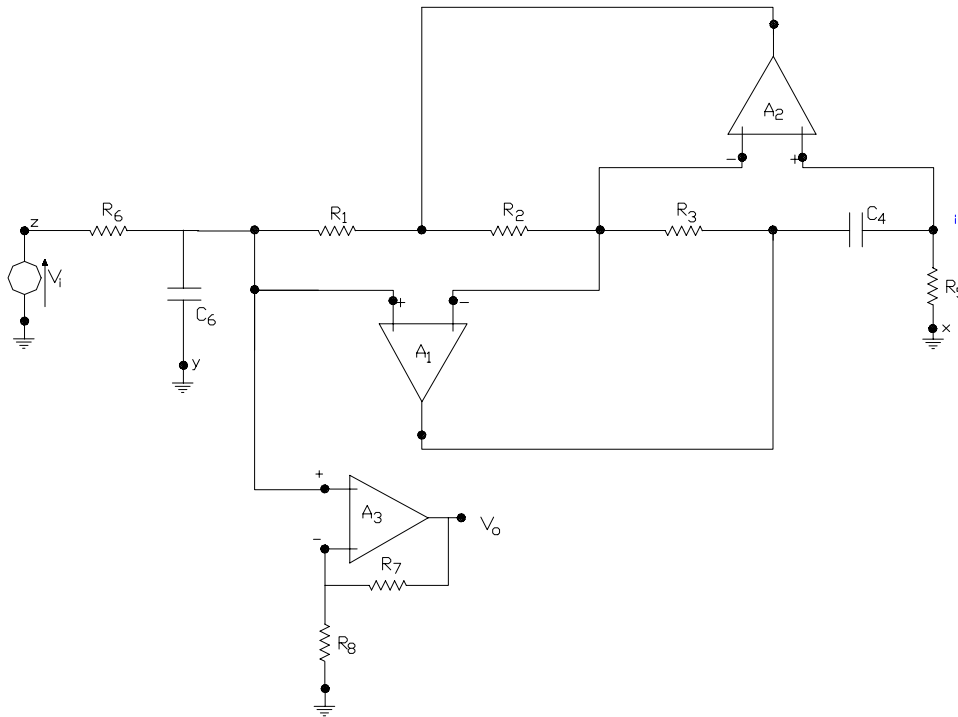 A2
− +
z R6 R1 R2 R3 C4
Vi
C6
+ −
A1
x
y
+
A3
Vo
−
R7
R8